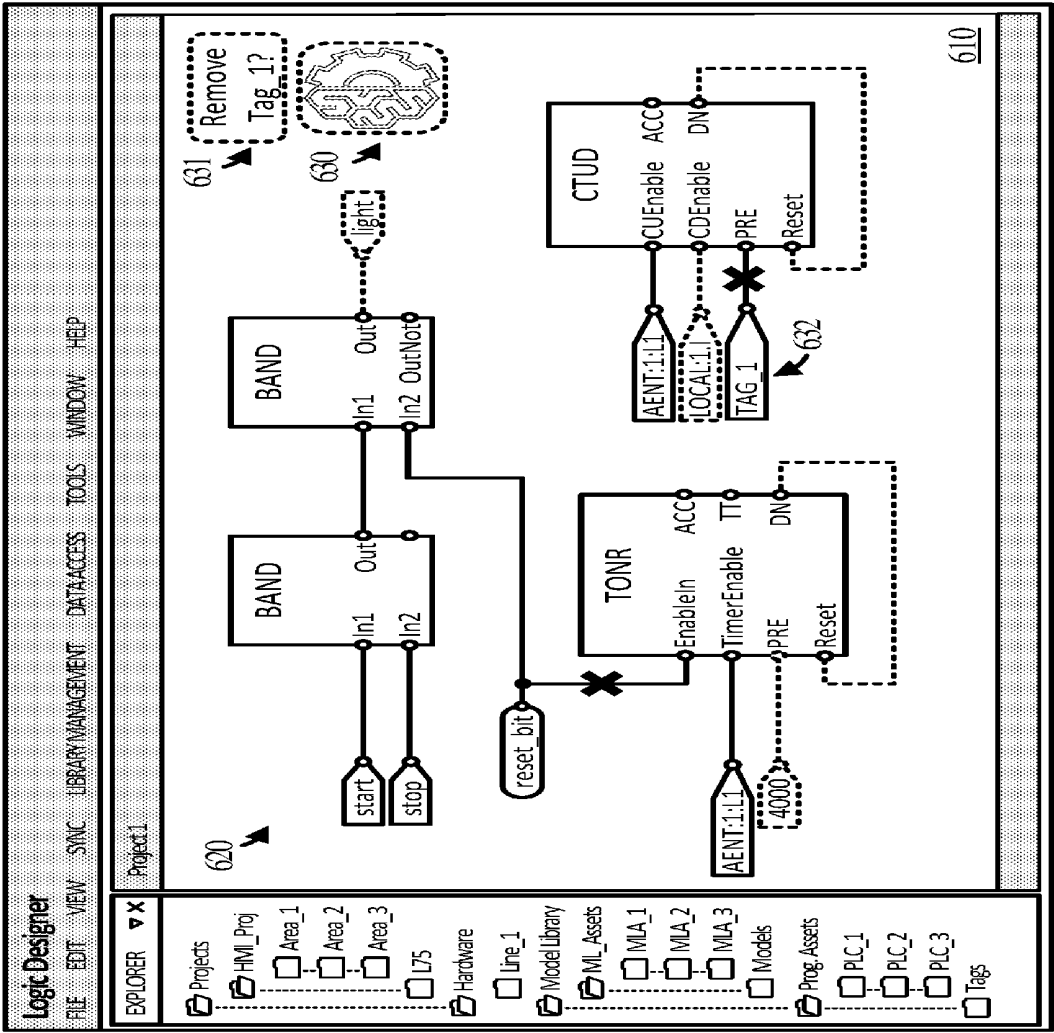 Logic Designer
FILE EDIT VIEW SYNC LIBRARY MANAGEMENT DATA ACCESS TOOLS WINDOW HELP
EXPLORER ▼ X
Projects
HMI_Proj
Area_1
Area_2
Area_3
L75
Hardware
Line_1
Model Library
ML_Assets
MLA_1
MLA_2
MLA_3
Models
Prog. Assets
PLC_1
PLC_2
PLC_3
Tags
Project 1
620
start
stop
BAND
In1
In2
Out
BAND
In1
In2
Out
OutNot
light
631
Remove
Tag_1?
630
reset_bit
AENT:1:L1
4000
TONR
EnableIn
TimerEnable
PRE
Reset
ACC
TT
DN
AENT:1:L1
LOCAL:1.I
TAG_1
632
CTUD
CUEnable
CDEnable
PRE
Reset
ACC
DN
610